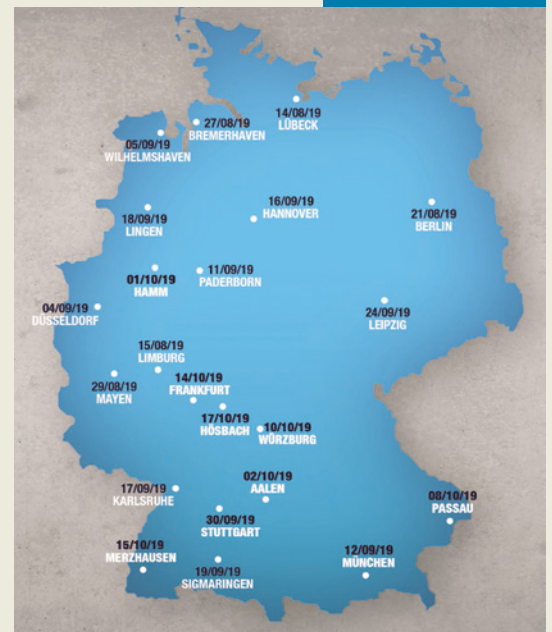 14/08/19
LÜBECK
27/08/19
BREMERHAVEN
05/09/19
WILHELMSHAVEN
16/09/19
HANNOVER
21/08/19
BERLIN
18/09/19
LINGEN
11/09/19
PADERBORN
01/10/19
HAMM
04/09/19
DÜSSELDORF
24/09/19
LEIPZIG
15/08/19
LIMBURG
29/08/19
MAYEN
14/10/19
FRANKFURT
17/10/19
HÖSBACH
10/10/19
WÜRZBURG
17/09/19
KARLSRUHE
02/10/19
AALEN
08/10/19
PASSAU
30/09/19
STUTTGART
15/10/19
MERZHAUSEN
19/09/19
SIGMARINGEN
12/09/19
MÜNCHEN